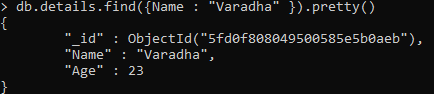 > db.details.find({Name : "Varadha" }).pretty()
{
        "_id" : ObjectId("5fd0f808049500585e5b0aeb"),
        "Name" : "Varadha",
        "Age" : 23
}